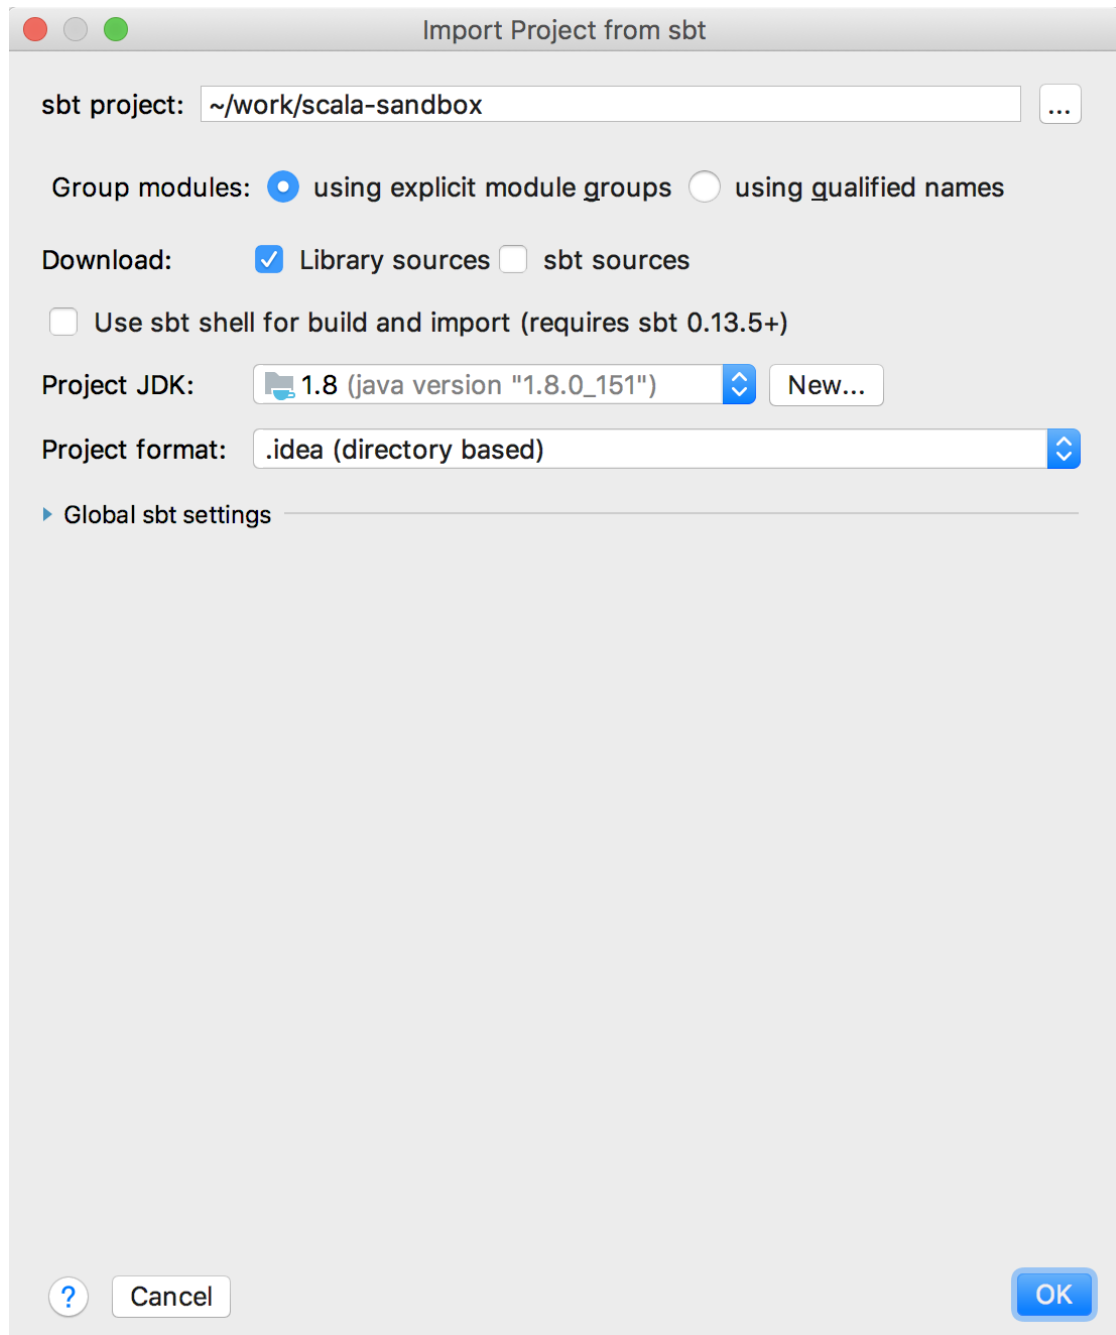 Import Project from sbt
sbt project: ~/work/scala-sandbox ...
Group modules: using explicit module groups using qualified names
Download: Library sources sbt sources
Use sbt shell for build and import (requires sbt 0.13.5+)
Project JDK: 1.8 (java version "1.8.0_151") New...
Project format: .idea (directory based)
Global sbt settings
? Cancel OK